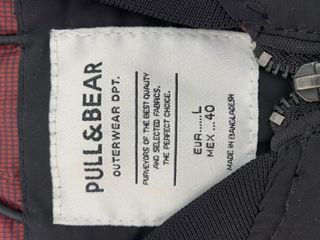 PULL&BEAR
OUTERWEAR DPT.
PURVEYORS OF THE BEST QUALITY
AND SELECTED FABRICS.
THE PERFECT CHOICE.
EUR......L
MEX ...40
MADE IN BANGLADESH